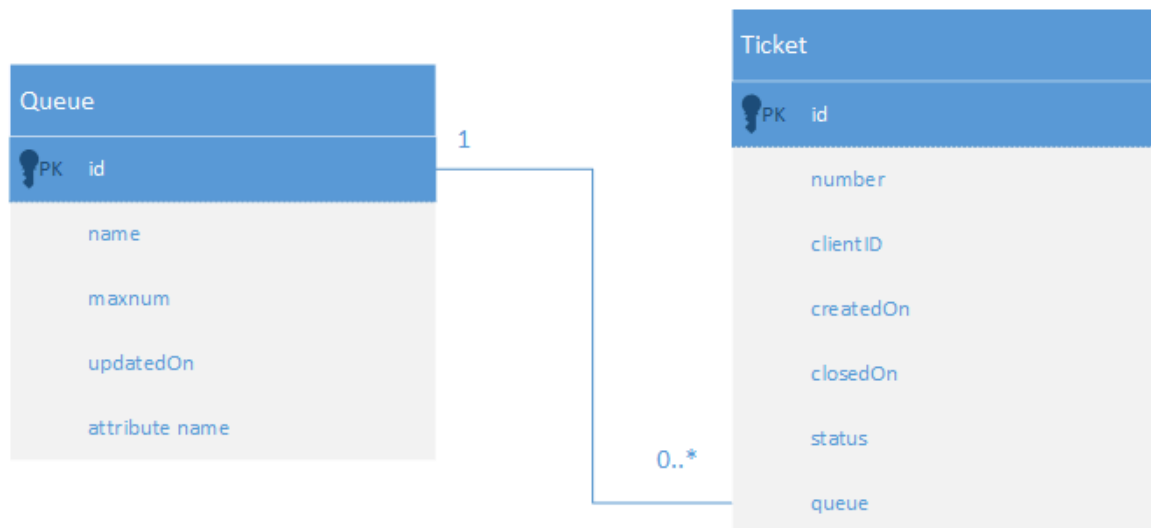 Queue
PK id
name
maxnum
updatedOn
attribute name
1
0..*
Ticket
PK id
number
clientID
createdOn
closedOn
status
queue